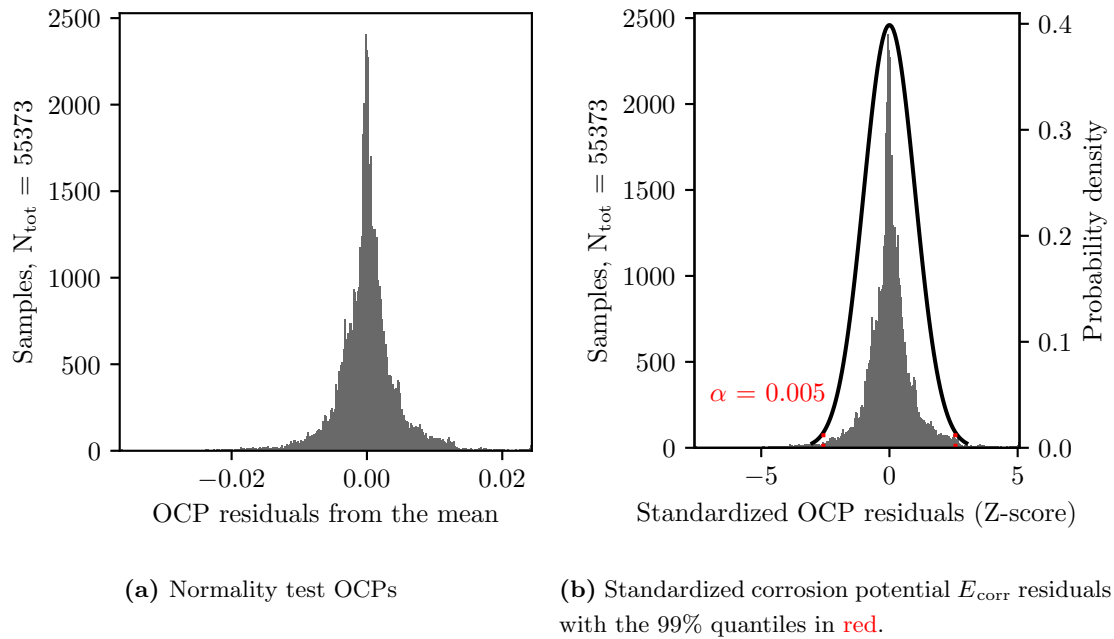 2500
2000
1500
1000
500
0
Samples, N_tot = 55373
−0.02
0.00
0.02
OCP residuals from the mean
(a) Normality test OCPs
2500
2000
1500
1000
500
0
Samples, N_tot = 55373
α = 0.005
0.4
0.3
0.2
0.1
0.0
Probability density
−5
0
5
Standardized OCP residuals (Z-score)
(b) Standardized corrosion potential E_corr residuals
with the 99% quantiles in red.